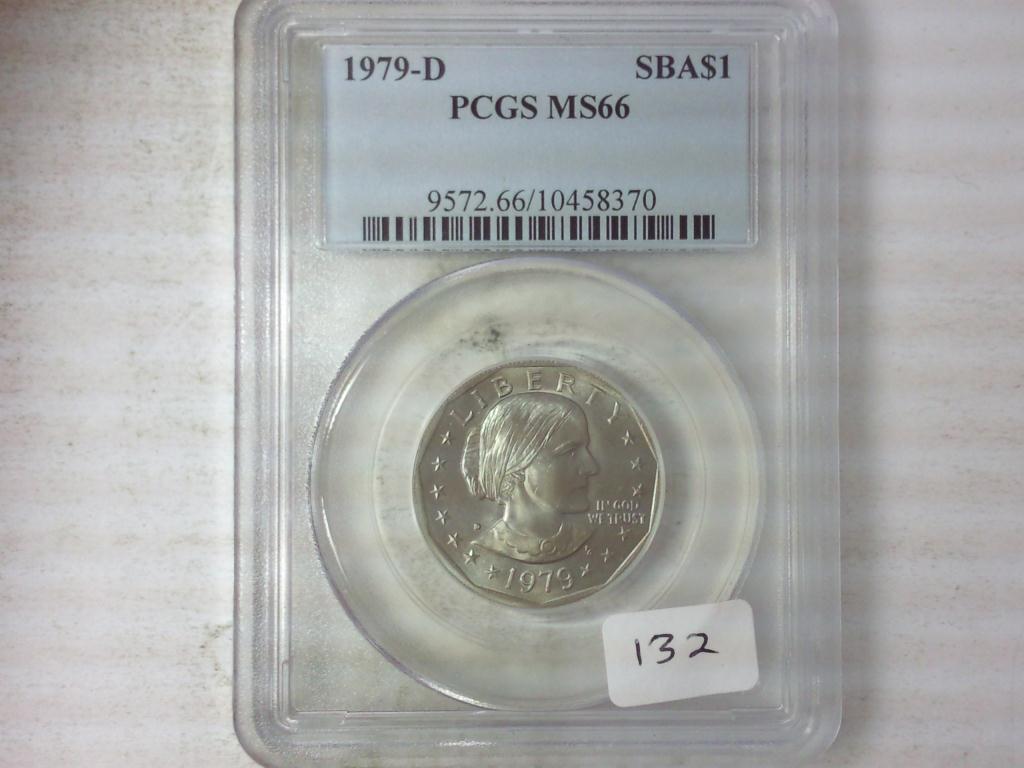 1979-D SBA$1
PCGS MS66
9572.66/10458370
LIBERTY
IN GOD
WE TRUST
D
1979
132